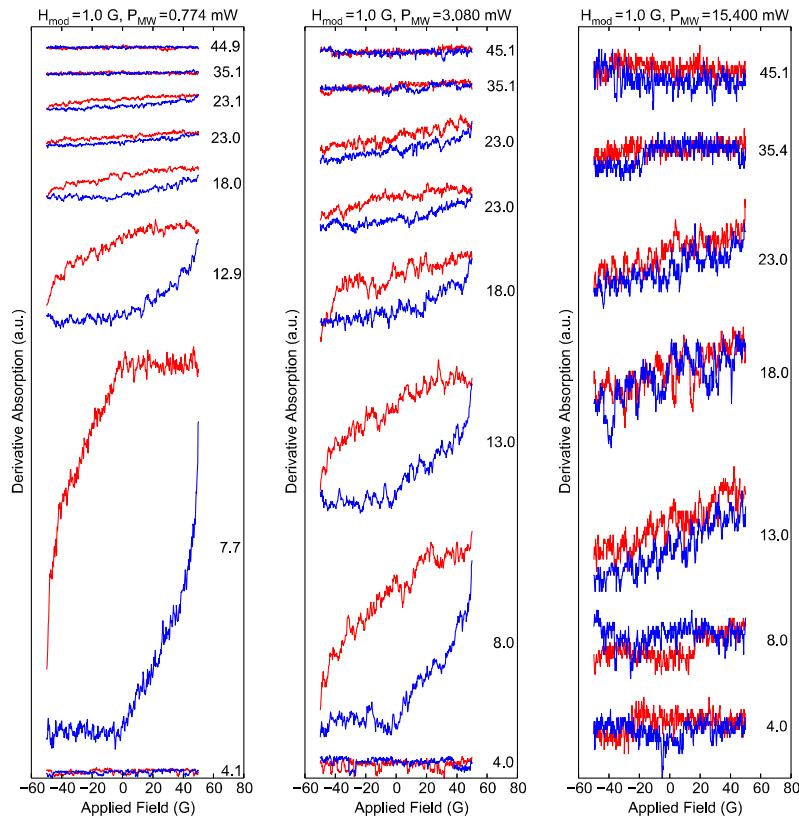 H_mod=1.0 G, P_MW=0.774 mW
44.9
35.1
23.1
23.0
18.0
12.9
7.7
4.1
Derivative Absorption (a.u.)
−60 −40 −20 0 20 40 60 80
Applied Field (G)
H_mod=1.0 G, P_MW=3.080 mW
45.1
35.1
23.0
23.0
18.0
13.0
8.0
4.0
Derivative Absorption (a.u.)
−60 −40 −20 0 20 40 60 80
Applied Field (G)
H_mod=1.0 G, P_MW=15.400 mW
45.1
35.4
23.0
18.0
13.0
8.0
4.0
Derivative Absorption (a.u.)
−60 −40 −20 0 20 40 60 80
Applied Field (G)